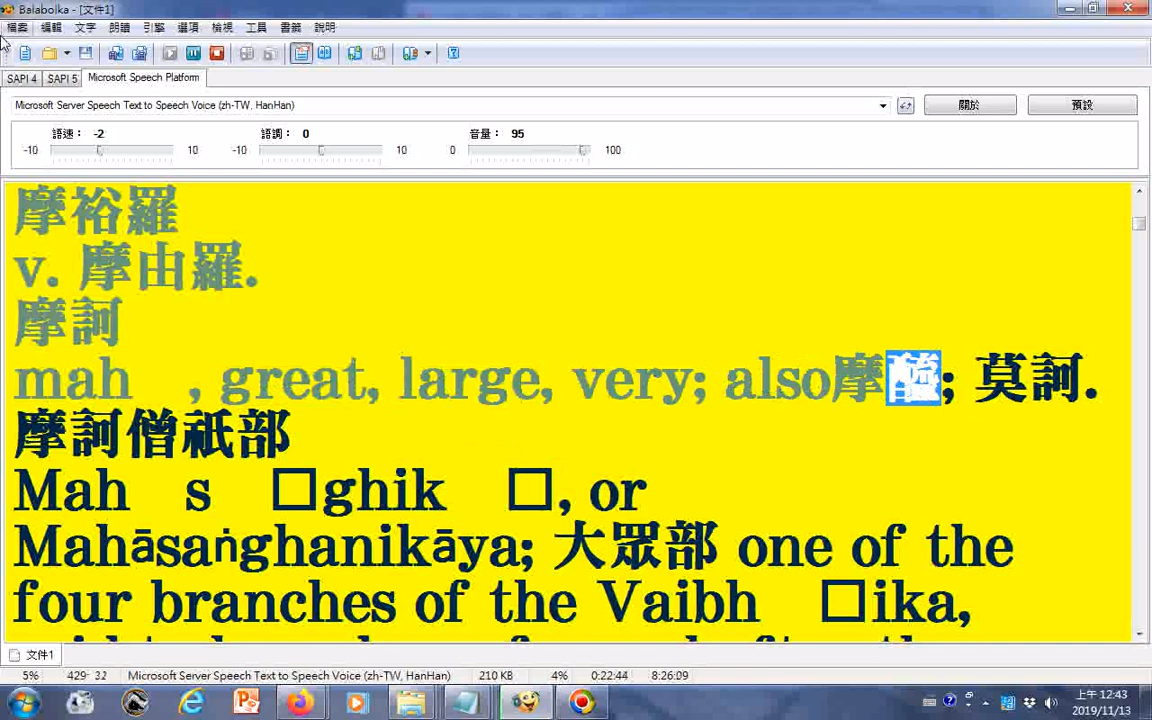 Balabolka - [文件1]
檔案 編輯 文字 朗讀 引擎 選項 檢視 工具 書籤 說明
SAPI 4 SAPI 5 Microsoft Speech Platform
Microsoft Server Speech Text to Speech Voice (zh-TW, HanHan) 關於 預設
語速： -2 語調： 0 音量： 95
-10 10 -10 10 0 100
摩裕羅
v. 摩由羅.
摩訶
mah , great, large, very; also摩醯; 莫訶.
摩訶僧祇部
Mah s □ghik □, or
Mahāsaṅghanikāya; 大眾部 one of the
four branches of the Vaibh □ika,
文件1
5% 429: 32 Microsoft Server Speech Text to Speech Voice (zh-TW, HanHan) 210 KB 4% 0:22:44 8:26:09
上午 12:43
2019/11/13